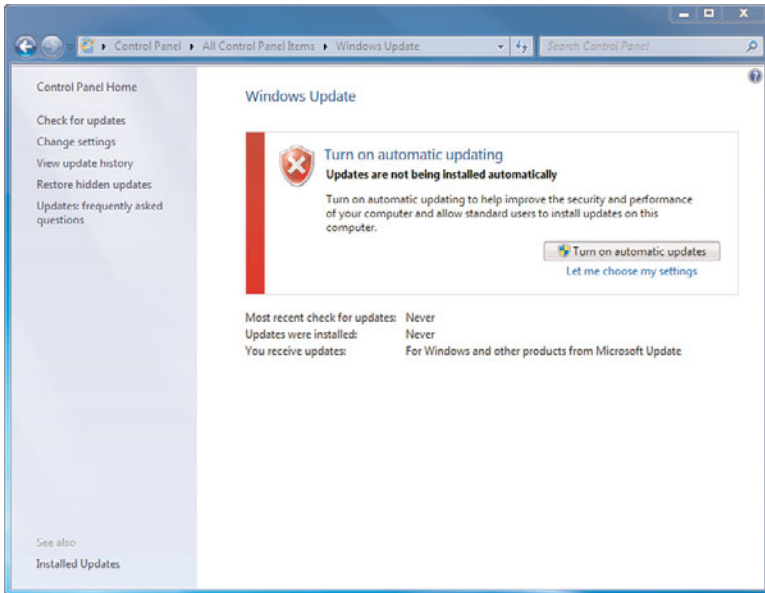 Control Panel ▸ All Control Panel Items ▸ Windows Update
Search Control Panel
Control Panel Home
Check for updates
Change settings
View update history
Restore hidden updates
Updates: frequently asked
questions
See also
Installed Updates
Windows Update
Turn on automatic updating
Updates are not being installed automatically
Turn on automatic updating to help improve the security and performance
of your computer and allow standard users to install updates on this
computer.
Turn on automatic updates
Let me choose my settings
Most recent check for updates: Never
Updates were installed: Never
You receive updates: For Windows and other products from Microsoft Update